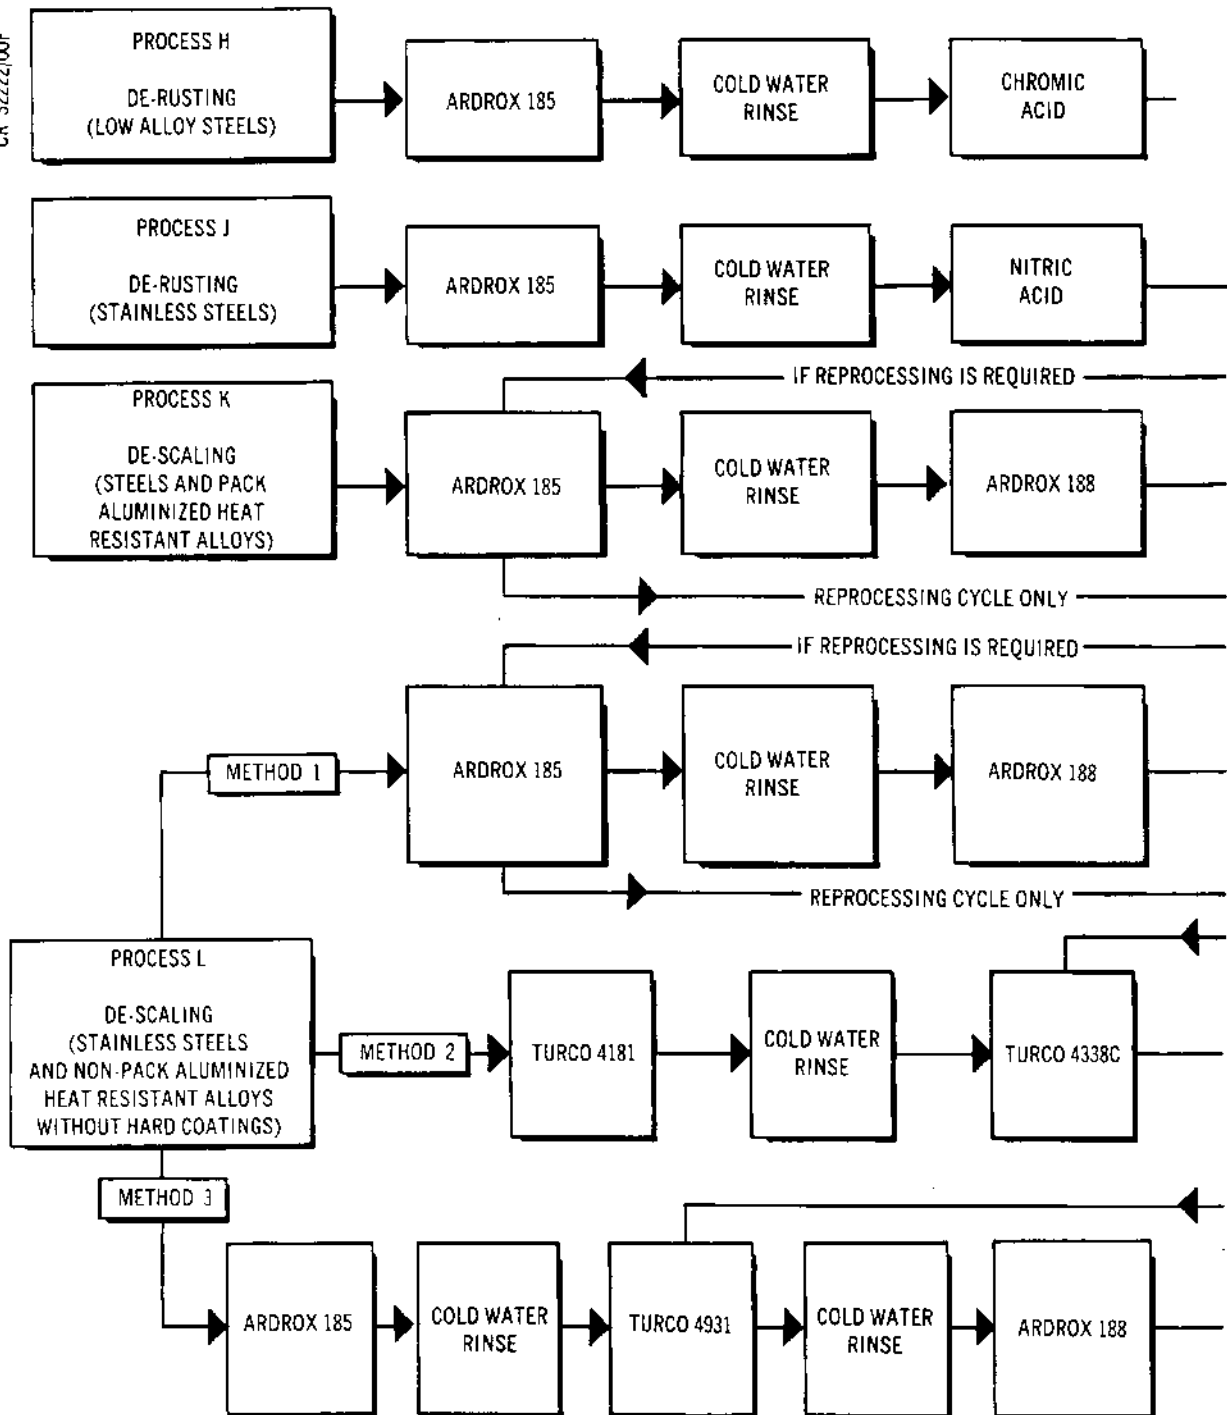 PROCESS H
DE-RUSTING
(LOW ALLOY STEELS)
ARDROX 185
COLD WATER
RINSE
CHROMIC
ACID
PROCESS J
DE-RUSTING
(STAINLESS STEELS)
ARDROX 185
COLD WATER
RINSE
NITRIC
ACID
IF REPROCESSING IS REQUIRED
PROCESS K
DE-SCALING
(STEELS AND PACK
ALUMINIZED HEAT
RESISTANT ALLOYS)
ARDROX 185
COLD WATER
RINSE
ARDROX 188
REPROCESSING CYCLE ONLY
IF REPROCESSING IS REQUIRED
METHOD 1
ARDROX 185
COLD WATER
RINSE
ARDROX 188
REPROCESSING CYCLE ONLY
PROCESS L
DE-SCALING
(STAINLESS STEELS
AND NON-PACK ALUMINIZED
HEAT RESISTANT ALLOYS
WITHOUT HARD COATINGS)
METHOD 2
TURCO 4181
COLD WATER
RINSE
TURCO 4338C
METHOD 3
ARDROX 185
COLD WATER
RINSE
TURCO 4931
COLD WATER
RINSE
ARDROX 188